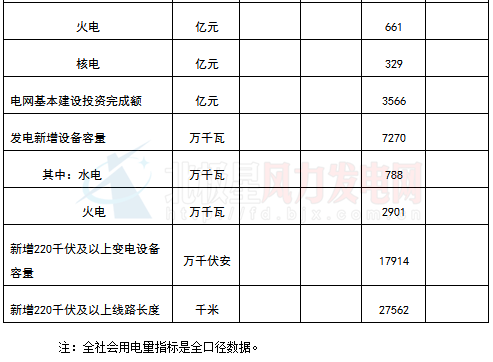 火电 亿元 661
核电 亿元 329
电网基本建设投资完成额 亿元 3566
发电新增设备容量 万千瓦 7270
其中：水电 万千瓦 788
火电 万千瓦 2901
新增220千伏及以上变电设备
容量 万千伏安 17914
新增220千伏及以上线路长度 千米 27562
北极星风力发电网
http://fd.bjx.com.cn
注：全社会用电量指标是全口径数据。